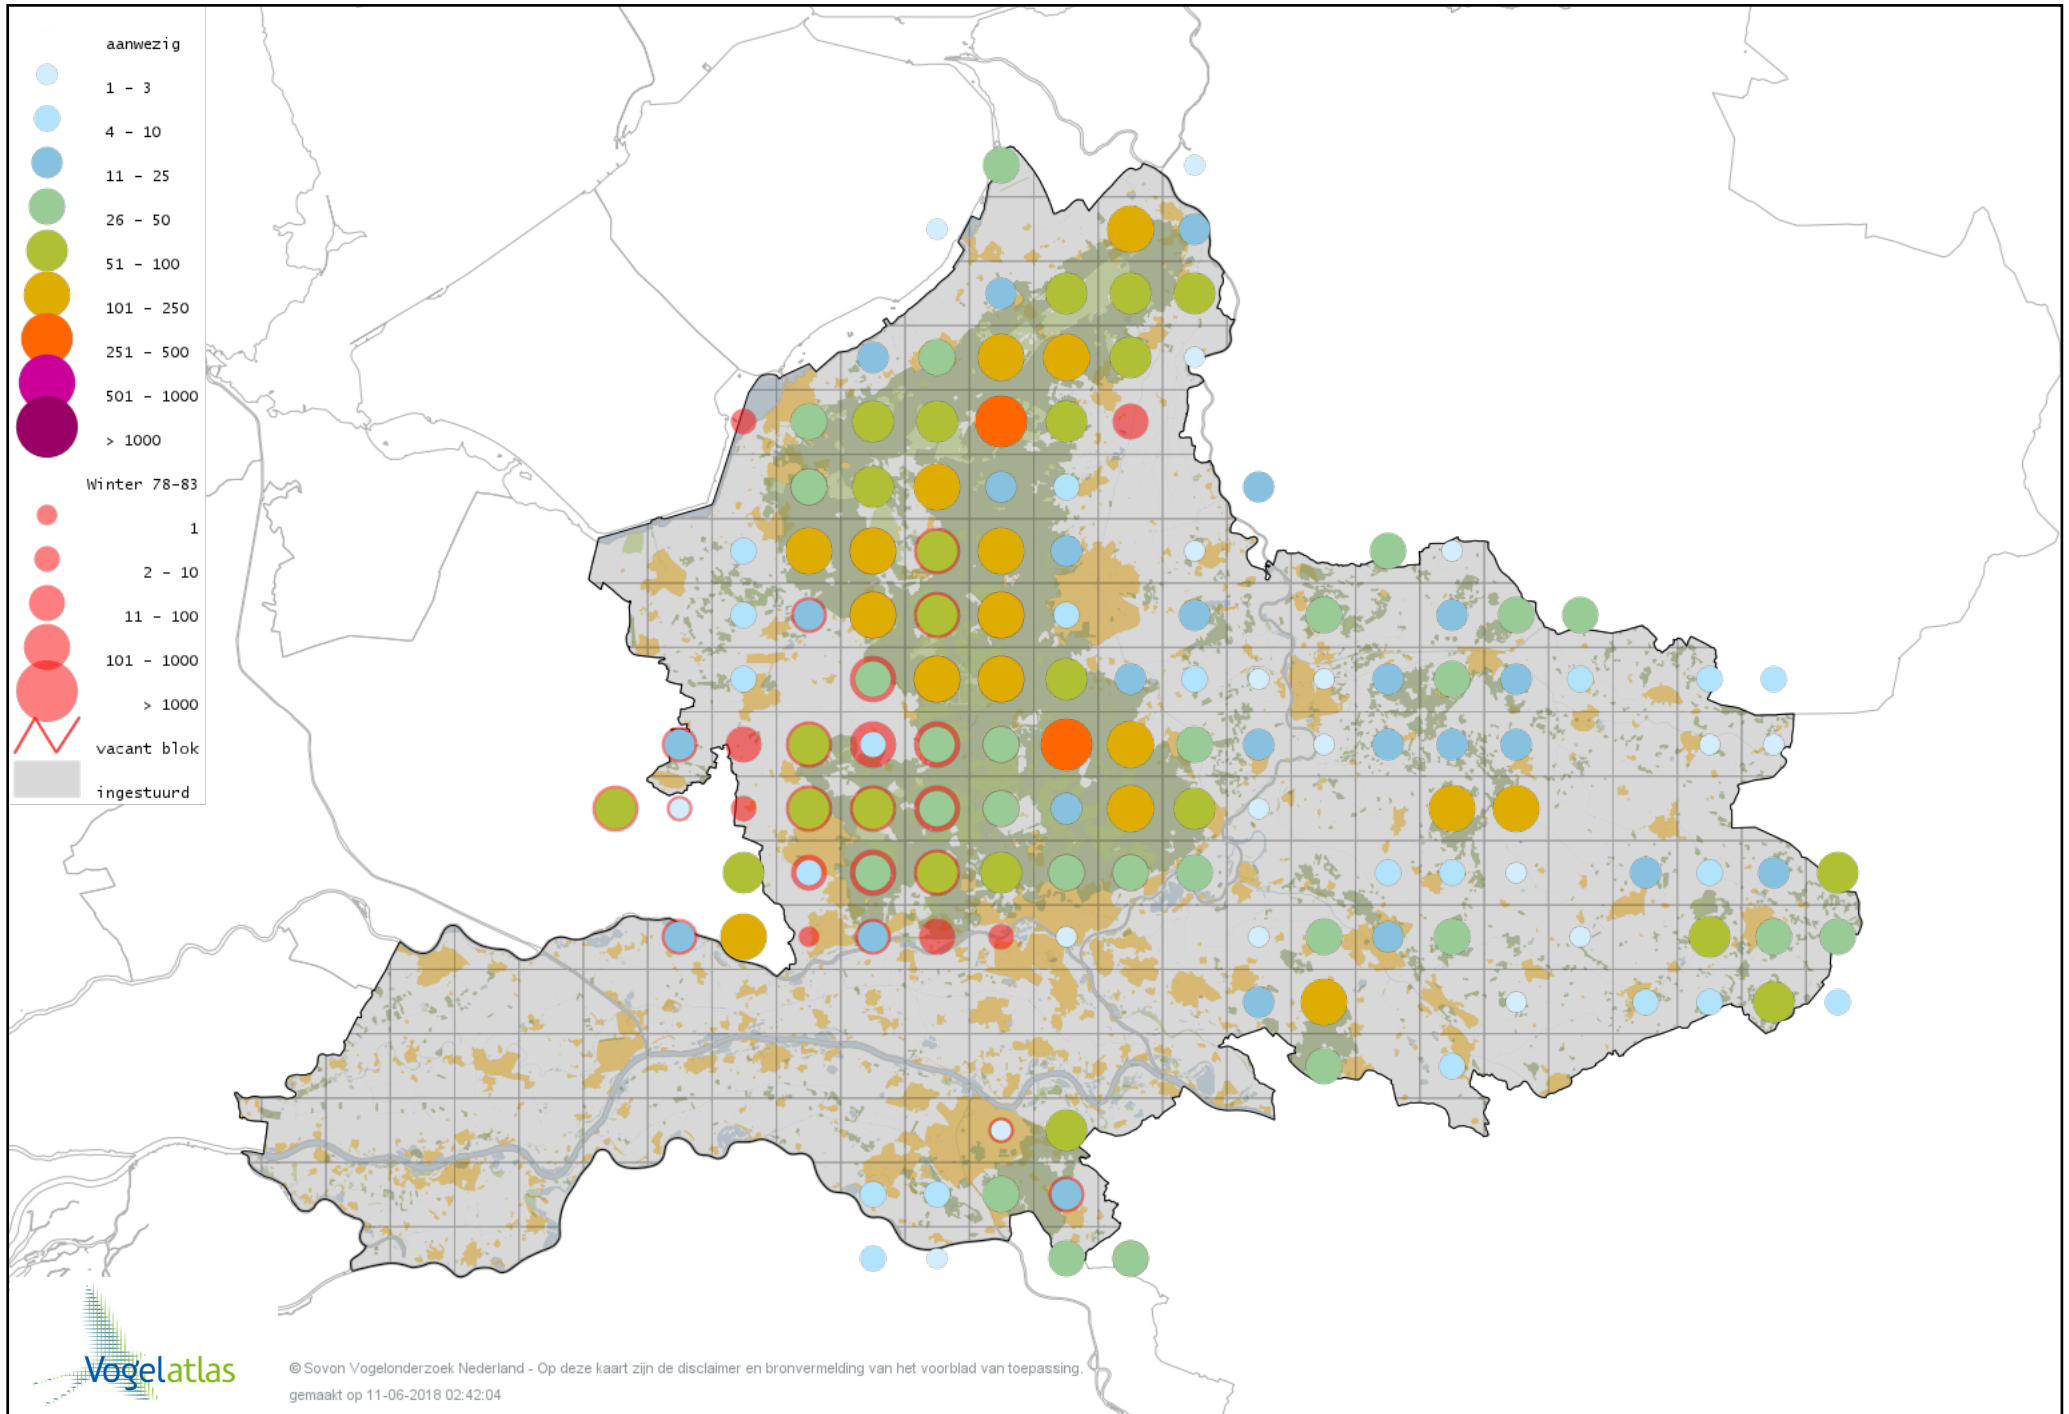 aanwezig
1 - 3
4 - 10
11 - 25
26 - 50
51 - 100
101 - 250
251 - 500
501 - 1000
> 1000
Winter 78-83
1
2 - 10
11 - 100
101 - 1000
> 1000
vacant blok
ingestuurd
Vogelatlas
© Sovon Vogelonderzoek Nederland - Op deze kaart zijn de disclaimer en bronvermelding van het voorblad van toepassing.
gemaakt op 11-06-2018 02:42:04